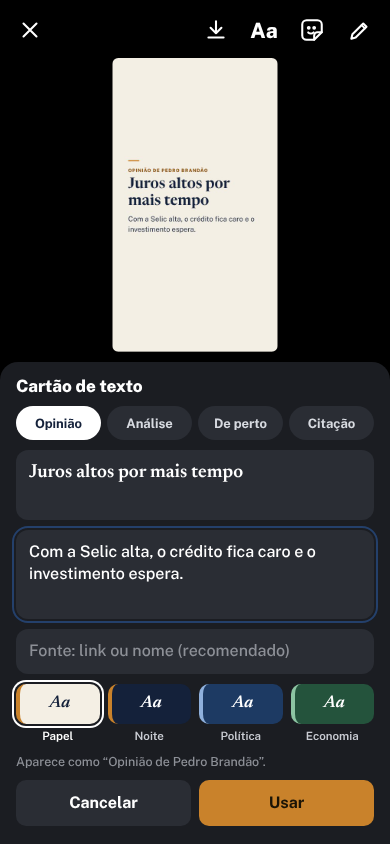 Aa
OPINIÃO DE PEDRO BRANDÃO
Juros altos por
mais tempo
Com a Selic alta, o crédito fica caro e o
investimento espera.
Cartão de texto
Opinião
Análise
De perto
Citação
Juros altos por mais tempo
Com a Selic alta, o crédito fica caro e o
investimento espera.
Fonte: link ou nome (recomendado)
Aa
Aa
Aa
Aa
Papel
Noite
Política
Economia
Aparece como “Opinião de Pedro Brandão”.
Cancelar
Usar